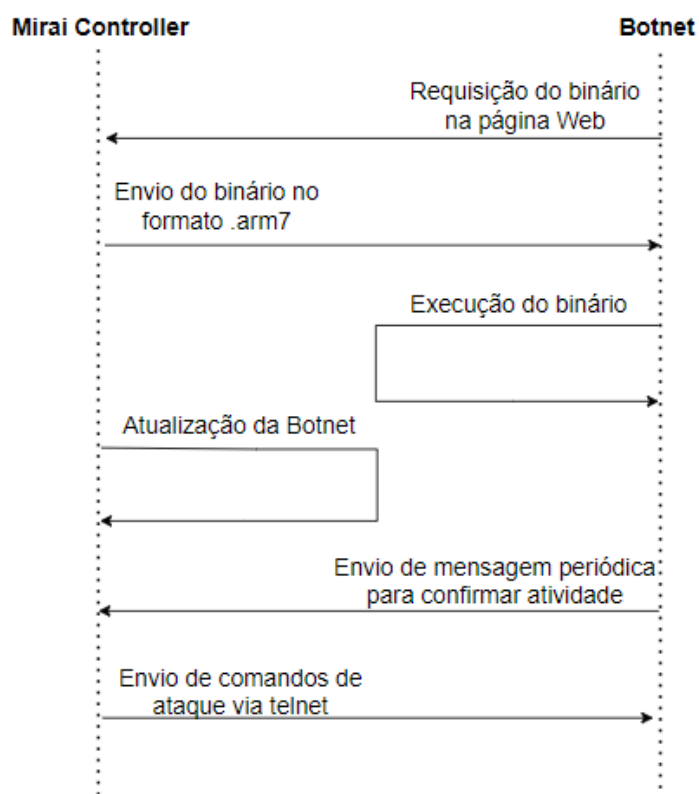 Mirai Controller
Botnet
Requisição do binário
na página Web
Envio do binário no
formato .arm7
Execução do binário
Atualização da Botnet
Envio de mensagem periódica
para confirmar atividade
Envio de comandos de
ataque via telnet